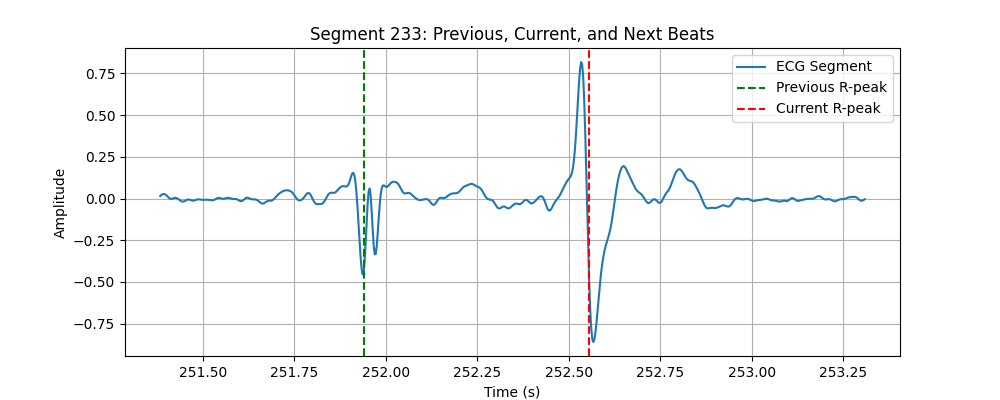 Segment 233: Previous, Current, and Next Beats
ECG Segment
Previous R-peak
Current R-peak
Amplitude
0.75
0.50
0.25
0.00
−0.25
−0.50
−0.75
251.50 251.75 252.00 252.25 252.50 252.75 253.00 253.25
Time (s)